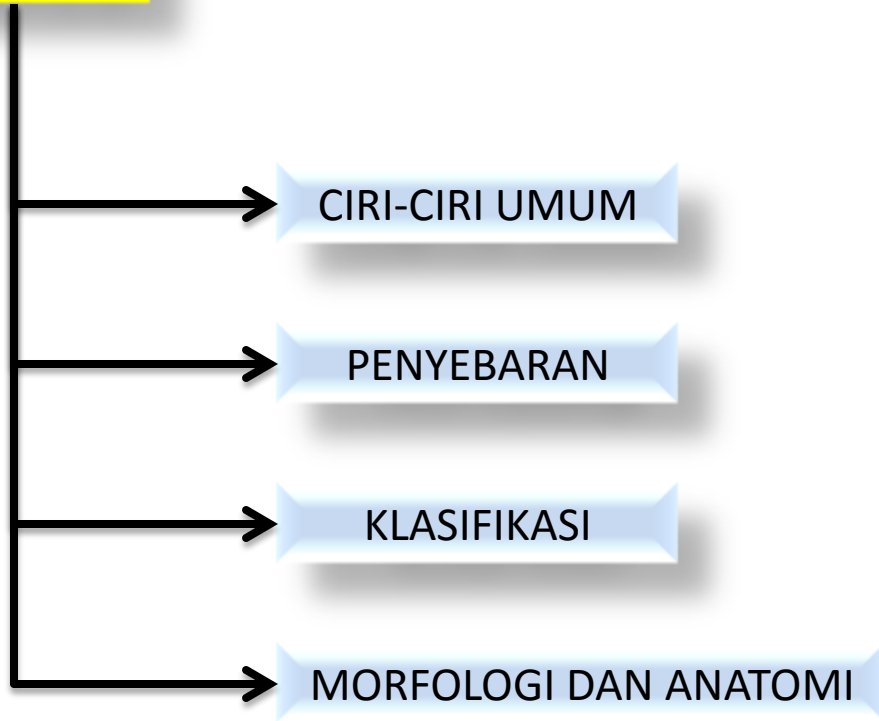 CIRI-CIRI UMUM
PENYEBARAN
KLASIFIKASI
MORFOLOGI DAN ANATOMI